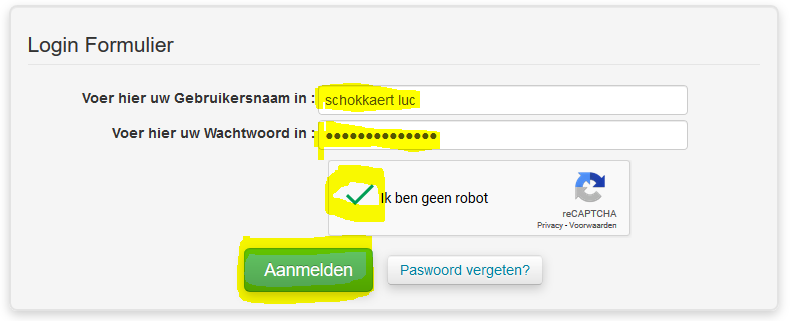 Login Formulier
Voer hier uw Gebruikersnaam in : schokkaert luc
Voer hier uw Wachtwoord in : ●●●●●●●●●●●●●●
Ik ben geen robot
reCAPTCHA
Privacy - Voorwaarden
Aanmelden Paswoord vergeten?